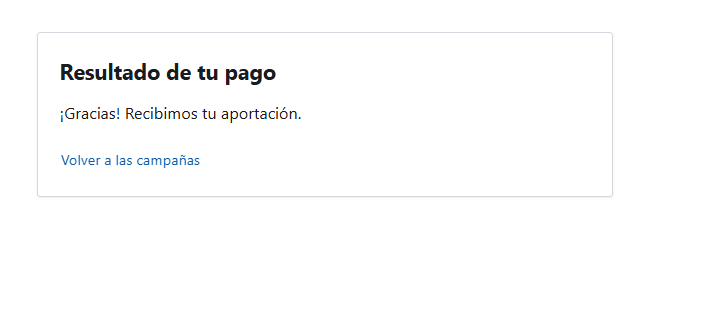 Resultado de tu pago
¡Gracias! Recibimos tu aportación.
Volver a las campañas